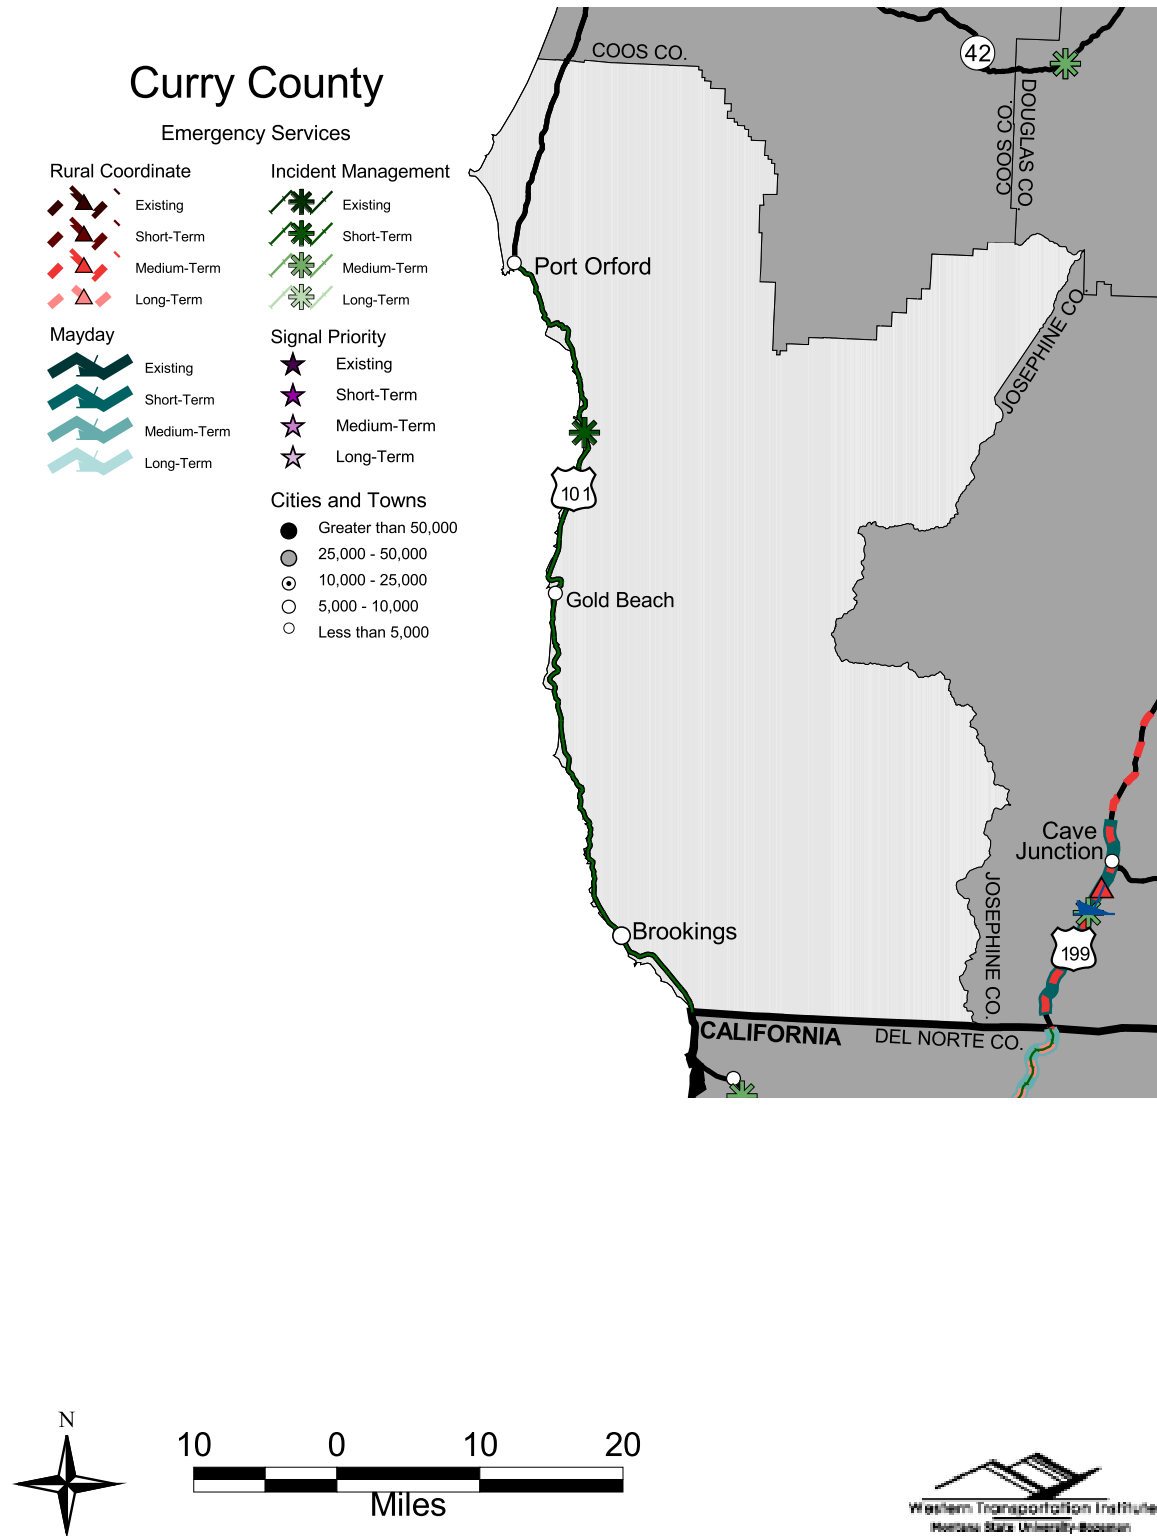 Curry County
Emergency Services
Rural Coordinate
Existing
Short-Term
Medium-Term
Long-Term
Incident Management
Existing
Short-Term
Medium-Term
Long-Term
Mayday
Existing
Short-Term
Medium-Term
Long-Term
Signal Priority
Existing
Short-Term
Medium-Term
Long-Term
Cities and Towns
Greater than 50,000
25,000 - 50,000
10,000 - 25,000
5,000 - 10,000
Less than 5,000
COOS CO.
42
DOUGLAS CO.
COOS CO.
Port Orford
JOSEPHINE CO.
101
Gold Beach
Cave
Junction
Brookings
JOSEPHINE CO.
199
CALIFORNIA
DEL NORTE CO.
N
10 0 10 20
Miles
Western Transportation Institute
Montana State University-Bozeman